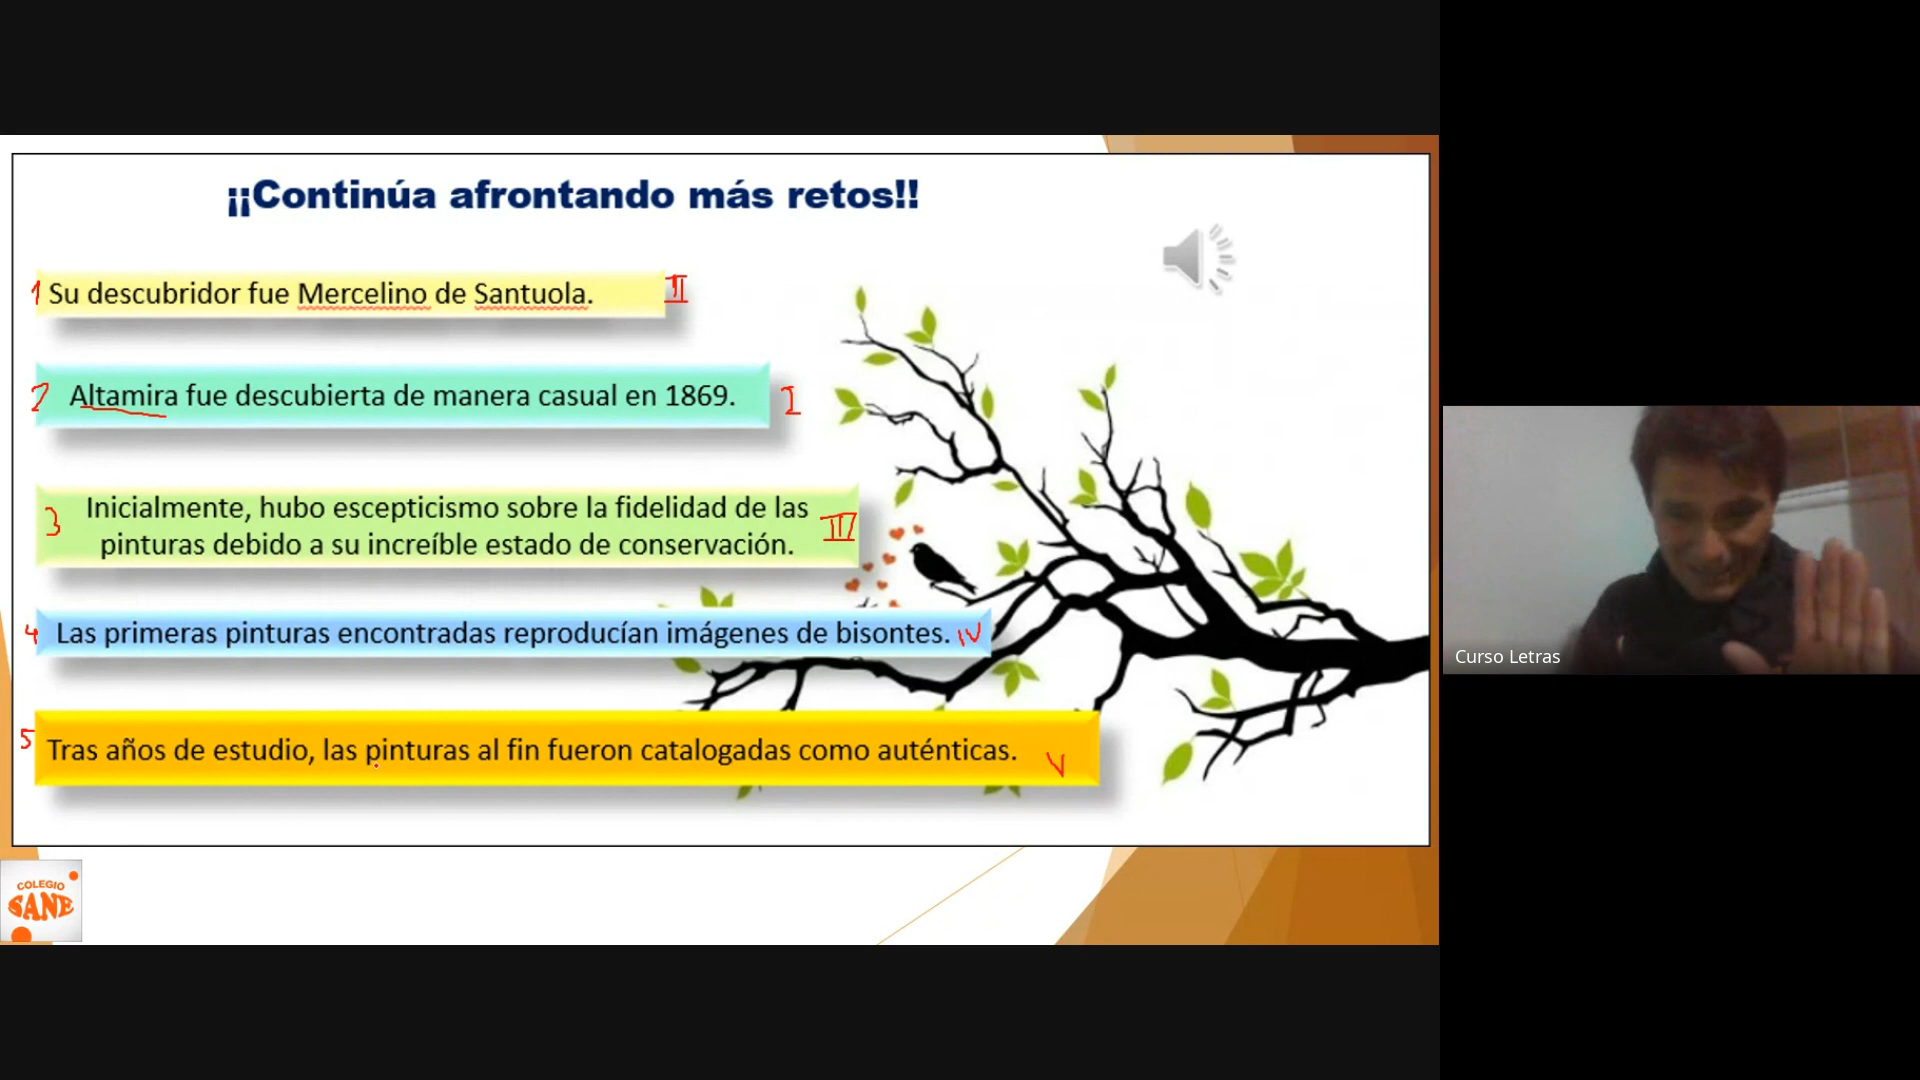 ¡¡Continúa afrontando más retos!!
1 Su descubridor fue Mercelino de Santuola. II
2 Altamira fue descubierta de manera casual en 1869. I
3 Inicialmente, hubo escepticismo sobre la fidelidad de las
pinturas debido a su increíble estado de conservación. III
4 Las primeras pinturas encontradas reproducían imágenes de bisontes. IV
5 Tras años de estudio, las pinturas al fin fueron catalogadas como auténticas. V
Curso Letras
COLEGIO
SANE